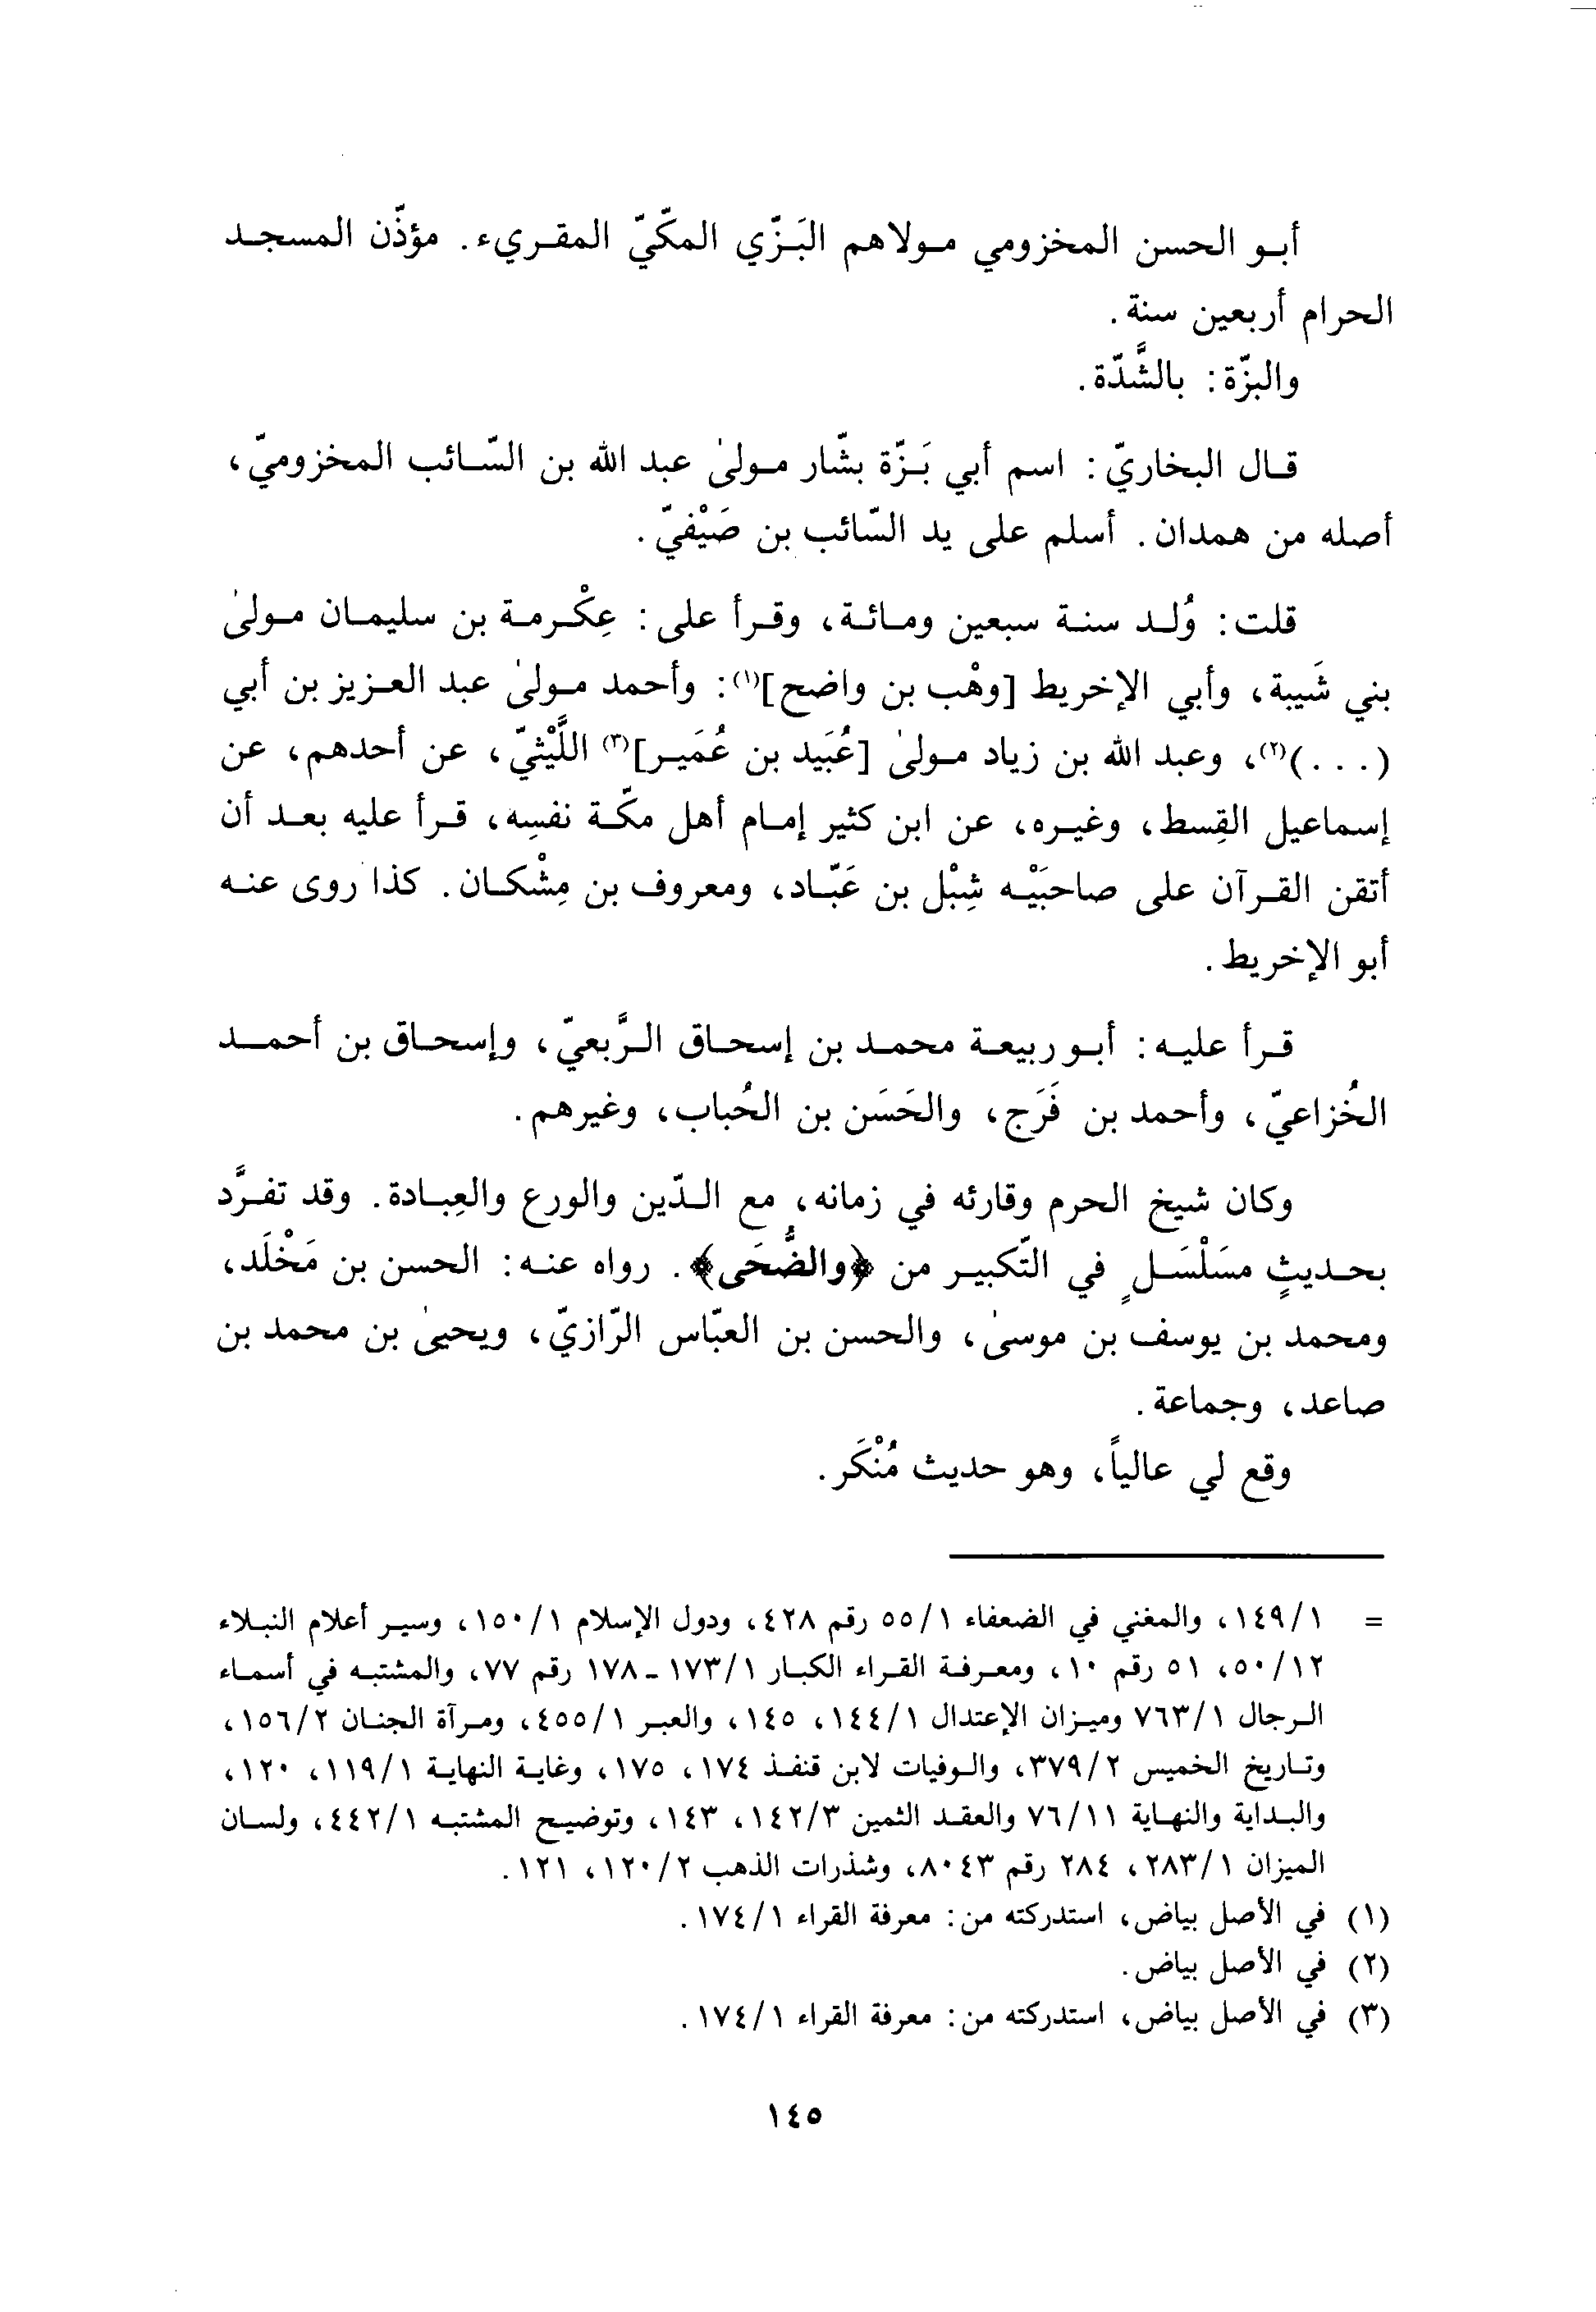 أبو الحسن المخزومي مولاهم البَزّي المكّيّ المقريء. مؤذّن المسجد
الحرام أربعين سنة.
والبزّة: بالشَّدّة.
قال البخاريّ: اسم أبي بَزّة بشّار مولىٰ عبد الله بن السّائب المخزوميّ،
أصله من همدان. أسلم على يد السّائب بن صَيْفيّ.
قلت: وُلد سنة سبعين ومائة، وقرأ على: عِكْرمة بن سليمان مولىٰ
بني شَيبة، وأبي الإخريط [وهْب بن واضح](١): وأحمد مولىٰ عبد العزيز بن أبي
(...)(٢)، وعبد الله بن زياد مولىٰ [عُبَيد بن عُمَير](٣) اللَّيْثيّ، عن أحدهم، عن
إسماعيل القِسط، وغيره، عن ابن كثير إمام أهل مكّة نفسِه، قرأ عليه بعد أن
أتقن القرآن على صاحبَيْه شِبْل بن عَبّاد، ومعروف بن مِشْكان. كذا روى عنه
أبو الإخريط.
قرأ عليه: أبو ربيعة محمد بن إسحاق الرَّبعيّ، وإسحاق بن أحمد
الخُزاعيّ، وأحمد بن فَرَج، والحَسَن بن الحُباب، وغيرهم.
وكان شيخ الحرم وقارئه في زمانه، مع الدّين والورع والعِبادة. وقد تفرَّد
بحديثٍ مسَلْسَلٍ في التّكبير من ﴿والضُّحَى﴾. رواه عنه: الحسن بن مَخْلَد،
ومحمد بن يوسف بن موسىٰ، والحسن بن العبّاس الرّازيّ، ويحيىٰ بن محمد بن
صاعد، وجماعة.
وقع لي عالياً، وهو حديث مُنْكَر.
= ١٤٩/١، والمغني في الضعفاء ٥٥/١ رقم ٤٢٨، ودول الإسلام ١٥٠/١، وسير أعلام النبلاء
٥٠/١٢، ٥١ رقم ١٠، ومعرفة القراء الكبار ١٧٣/١ - ١٧٨ رقم ٧٧، والمشتبه في أسماء
الرجال ٧٦٣/١ وميزان الإعتدال ١٤٤/١، ١٤٥، والعبر ٤٥٥/١، ومرآة الجنان ١٥٦/٢،
وتاريخ الخميس ٣٧٩/٢، والوفيات لابن قنفذ ١٧٤، ١٧٥، وغاية النهاية ١١٩/١، ١٢٠،
والبداية والنهاية ٧٦/١١ والعقد الثمين ١٤٢/٣، ١٤٣، وتوضيح المشتبه ٤٤٢/١، ولسان
الميزان ٢٨٣/١، ٢٨٤ رقم ٨٠٤٣، وشذرات الذهب ١٢٠/٢، ١٢١.
(١) في الأصل بياض، استدركته من: معرفة القراء ١٧٤/١.
(٢) في الأصل بياض.
(٣) في الأصل بياض، استدركته من: معرفة القراء ١٧٤/١.
١٤٥